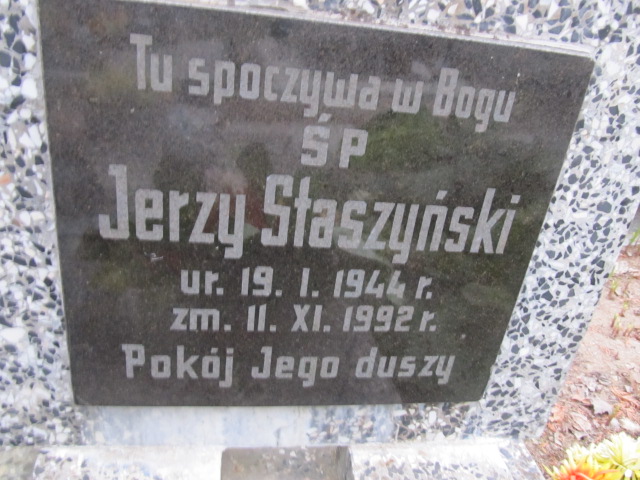 Tu spoczywa w Bogu
ŚP
Jerzy Staszyński
ur. 19. I. 1944 r.
zm. 11. XI. 1992 r.
Pokój Jego duszy